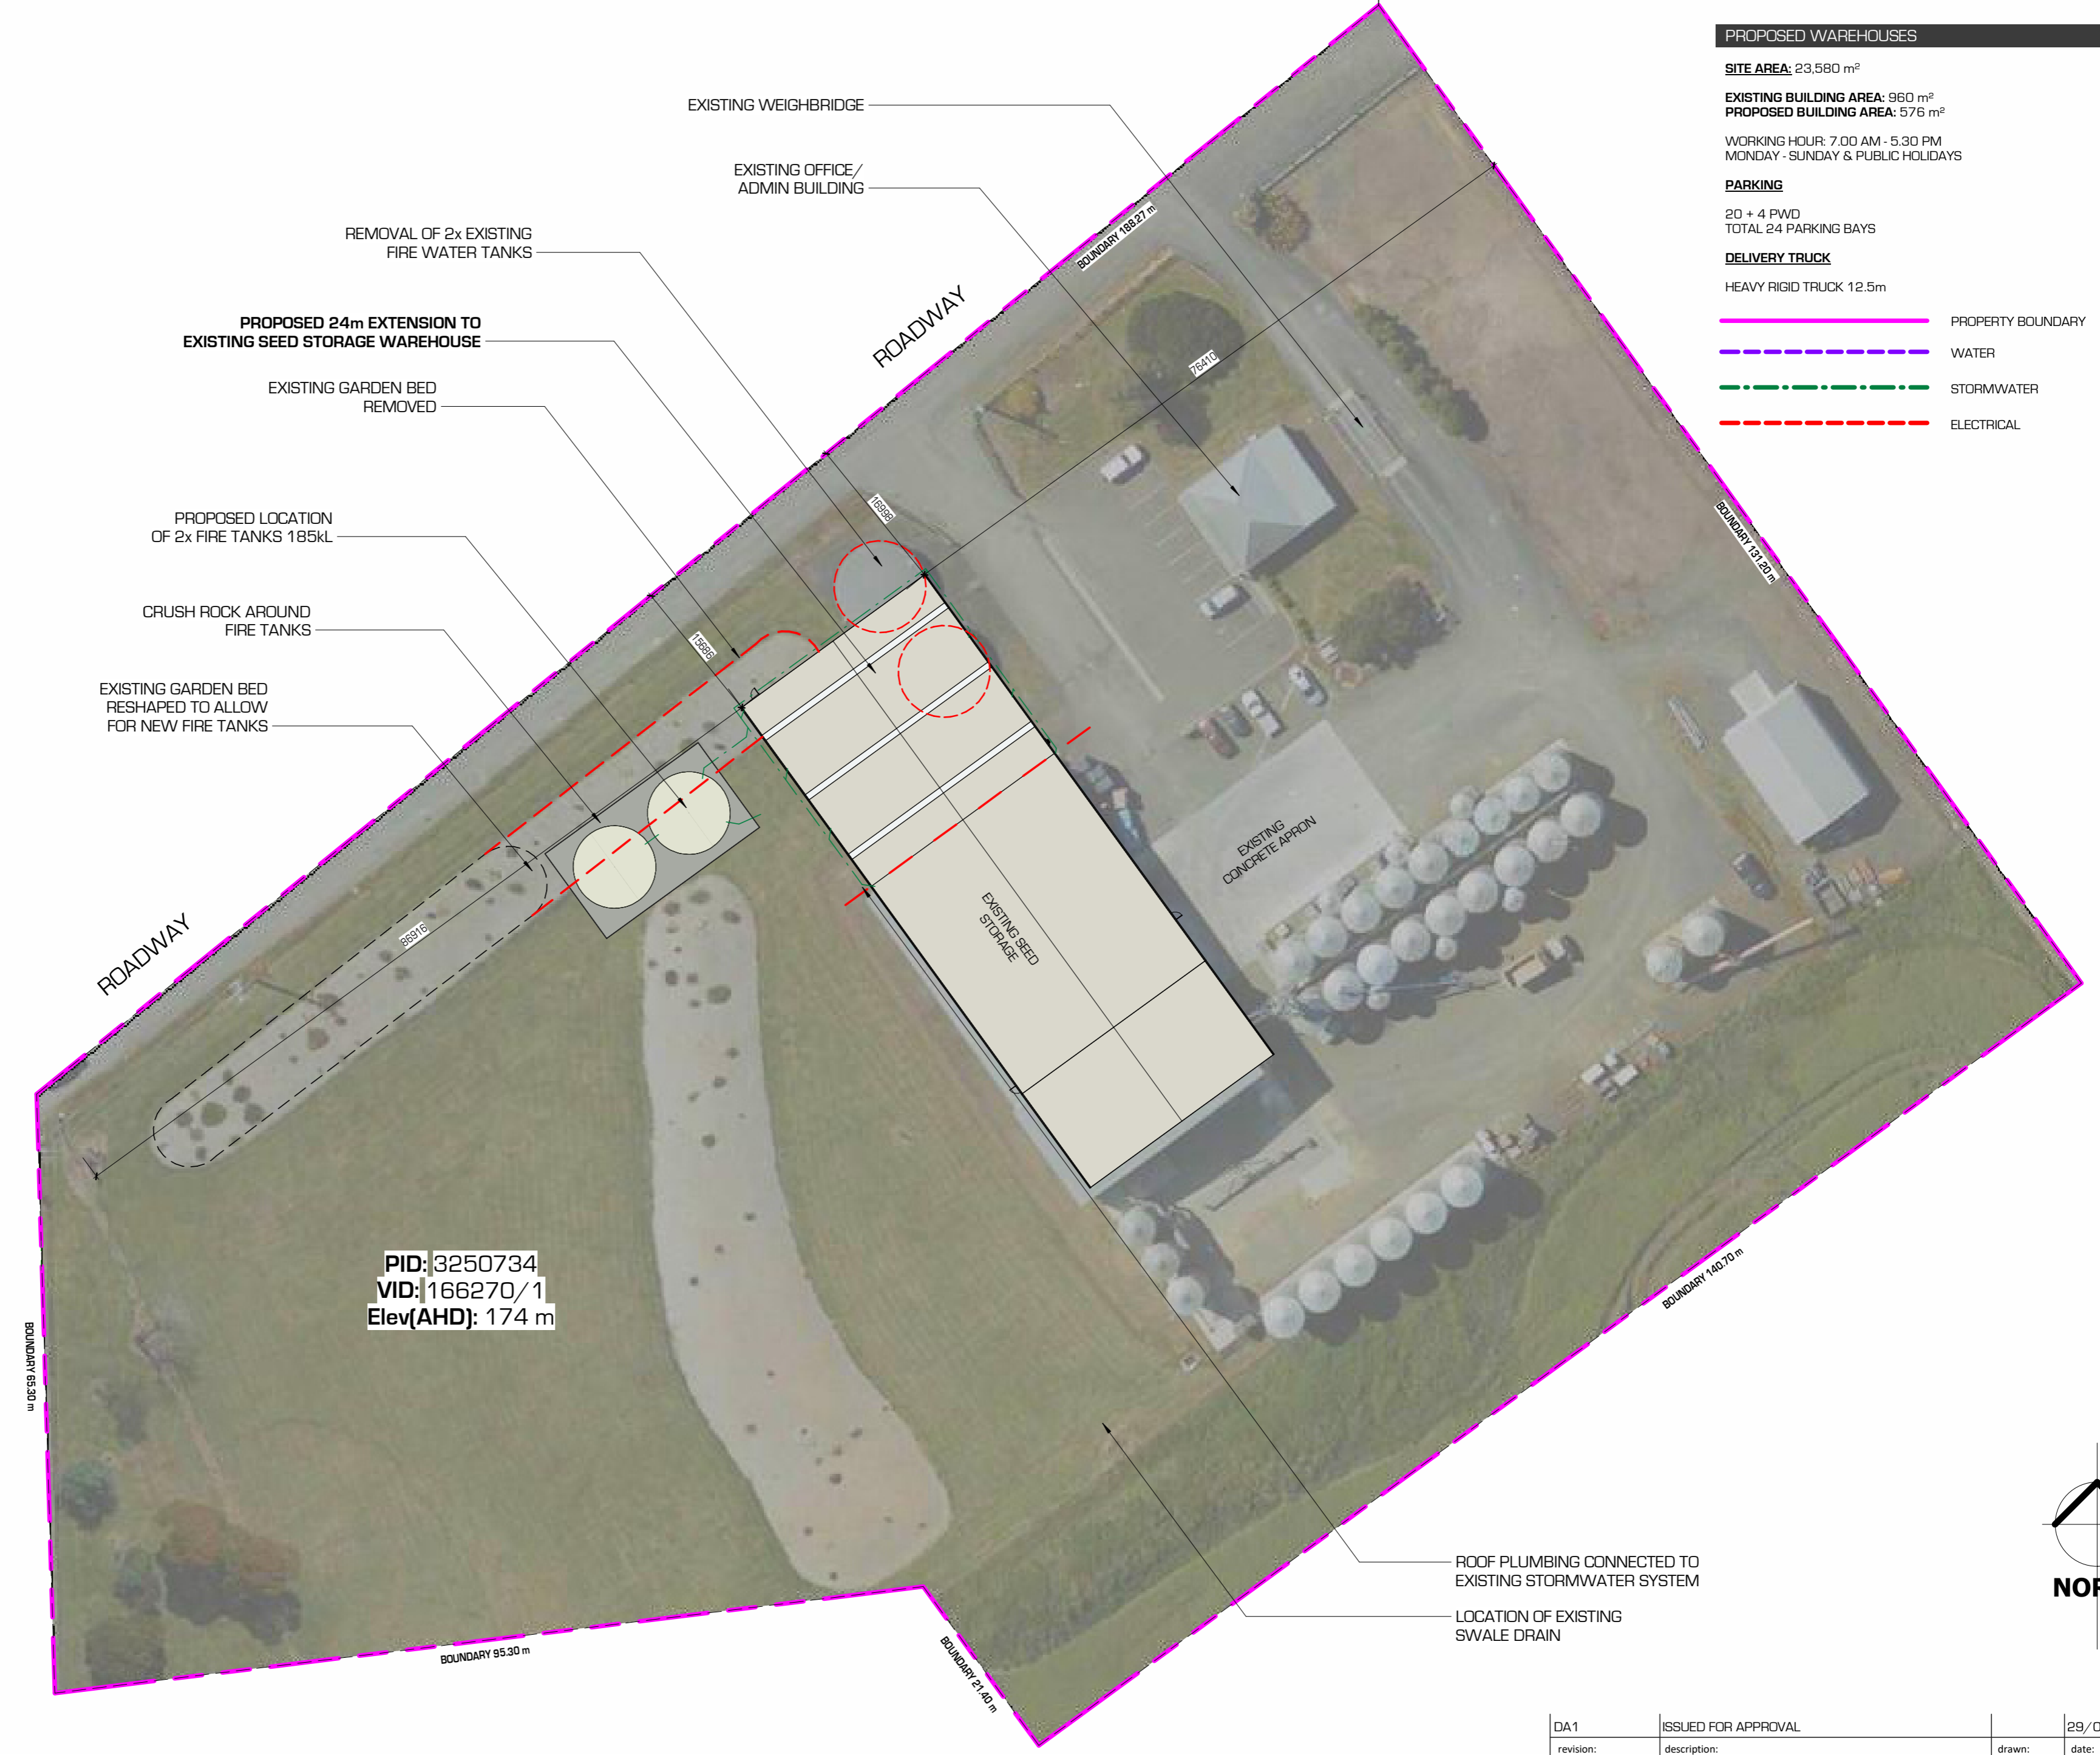 PROPOSED WAREHOUSES
SITE AREA: 23,580 m²
EXISTING BUILDING AREA: 960 m²
PROPOSED BUILDING AREA: 576 m²
WORKING HOUR: 7.00 AM - 5.30 PM
MONDAY - SUNDAY & PUBLIC HOLIDAYS
PARKING
20 + 4 PWD
TOTAL 24 PARKING BAYS
DELIVERY TRUCK
HEAVY RIGID TRUCK 12.5m
PROPERTY BOUNDARY
WATER
STORMWATER
ELECTRICAL
EXISTING WEIGHBRIDGE
EXISTING OFFICE/
ADMIN BUILDING
REMOVAL OF 2x EXISTING
FIRE WATER TANKS
PROPOSED 24m EXTENSION TO
EXISTING SEED STORAGE WAREHOUSE
EXISTING GARDEN BED
REMOVED
PROPOSED LOCATION
OF 2x FIRE TANKS 185kL
CRUSH ROCK AROUND
FIRE TANKS
EXISTING GARDEN BED
RESHAPED TO ALLOW
FOR NEW FIRE TANKS
ROADWAY
ROADWAY
BOUNDARY 188.27 m
76410
16998
15686
86916
BOUNDARY 131.20 m
EXISTING
CONCRETE APRON
EXISTING SEED
STORAGE
PID: 3250734
VID: 166270/1
Elev(AHD): 174 m
BOUNDARY 65.30 m
BOUNDARY 95.30 m
BOUNDARY 21.40 m
BOUNDARY 140.70 m
ROOF PLUMBING CONNECTED TO
EXISTING STORMWATER SYSTEM
LOCATION OF EXISTING
SWALE DRAIN
DA1 ISSUED FOR APPROVAL 29/0
revision: description: drawn: date: